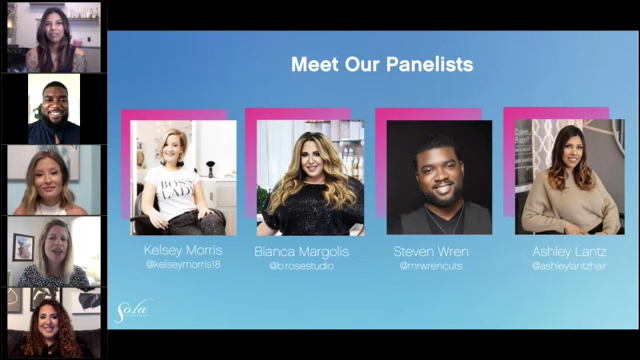 Meet Our Panelists
BOSS
LADY
Kelsey Morris
@kelseymorris18
Bianca Margolis
@b.rosestudio
Steven Wren
@mrwrencuts
Ashley Lantz
@ashleylantzhair
Sola